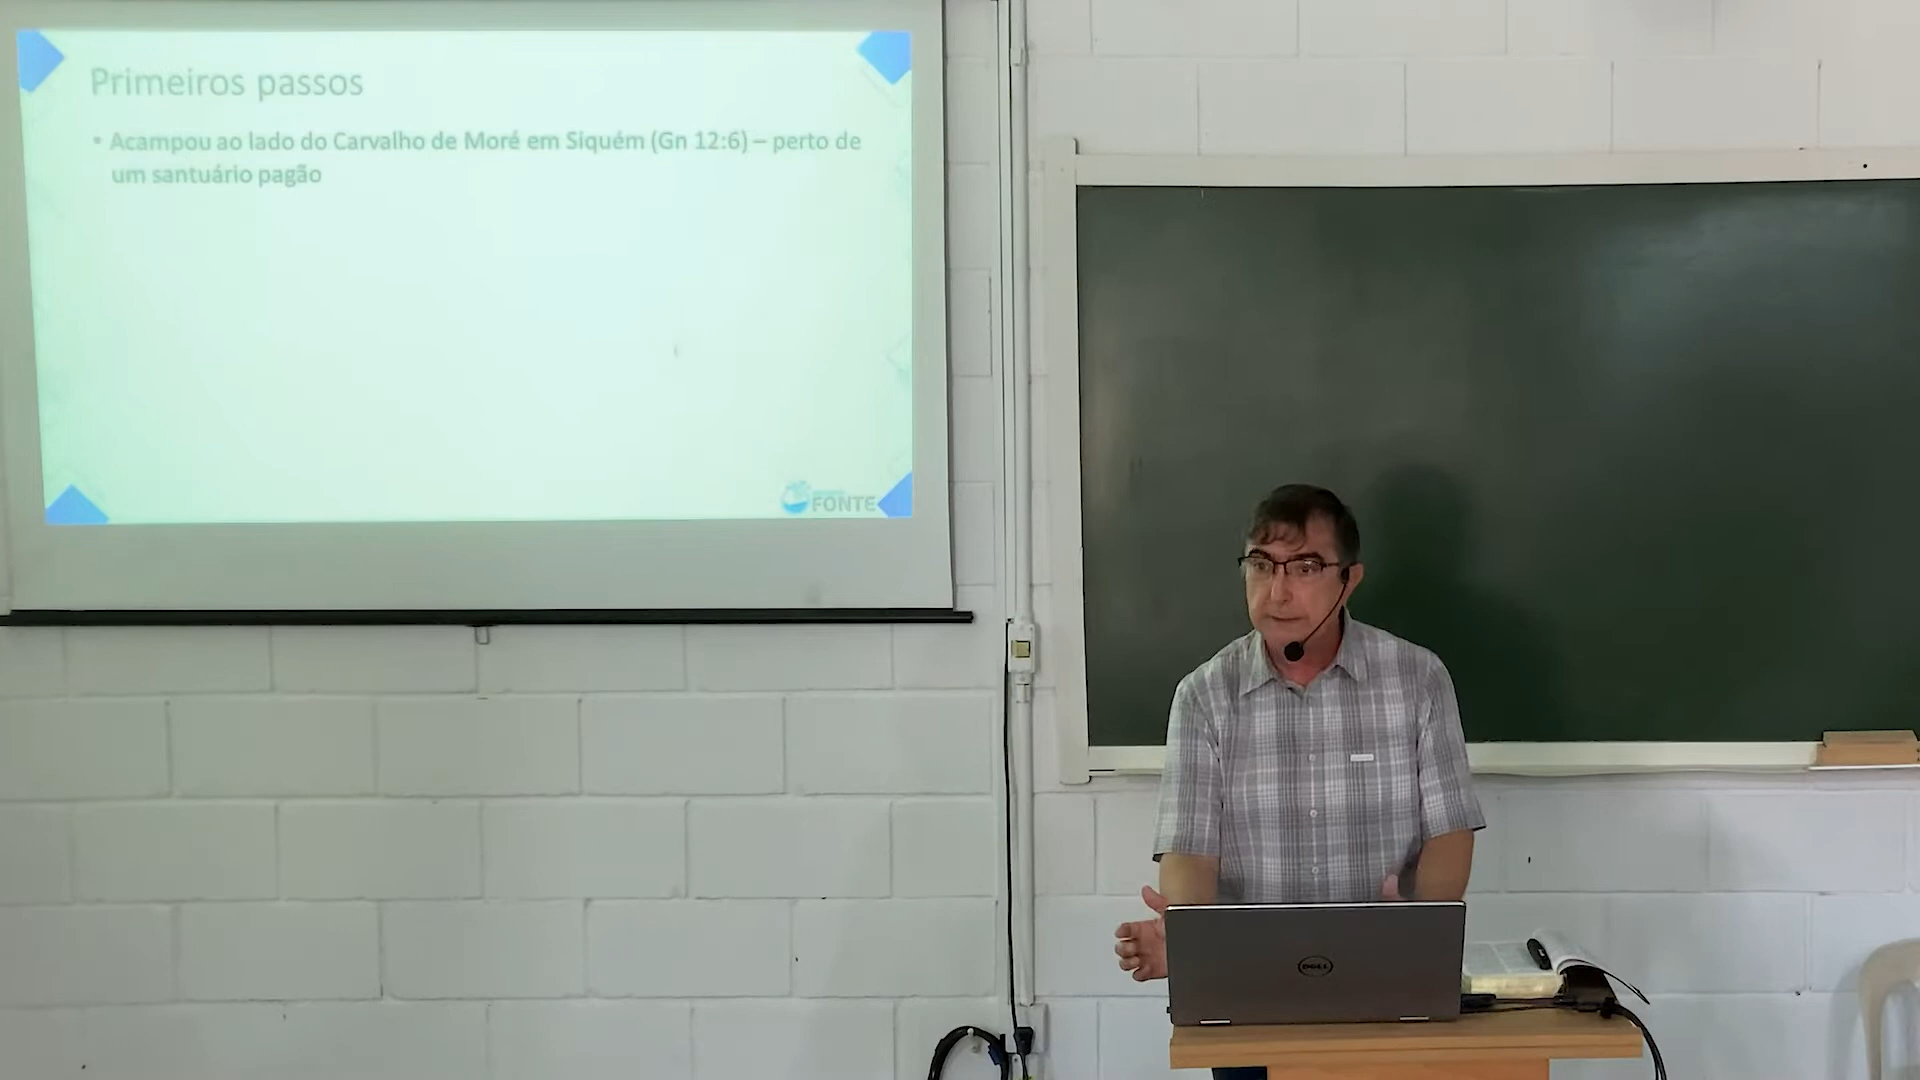 Primeiros passos
• Acampou ao lado do Carvalho de Moré em Siquém (Gn 12:6) – perto de
um santuário pagão
FONTE
DELL